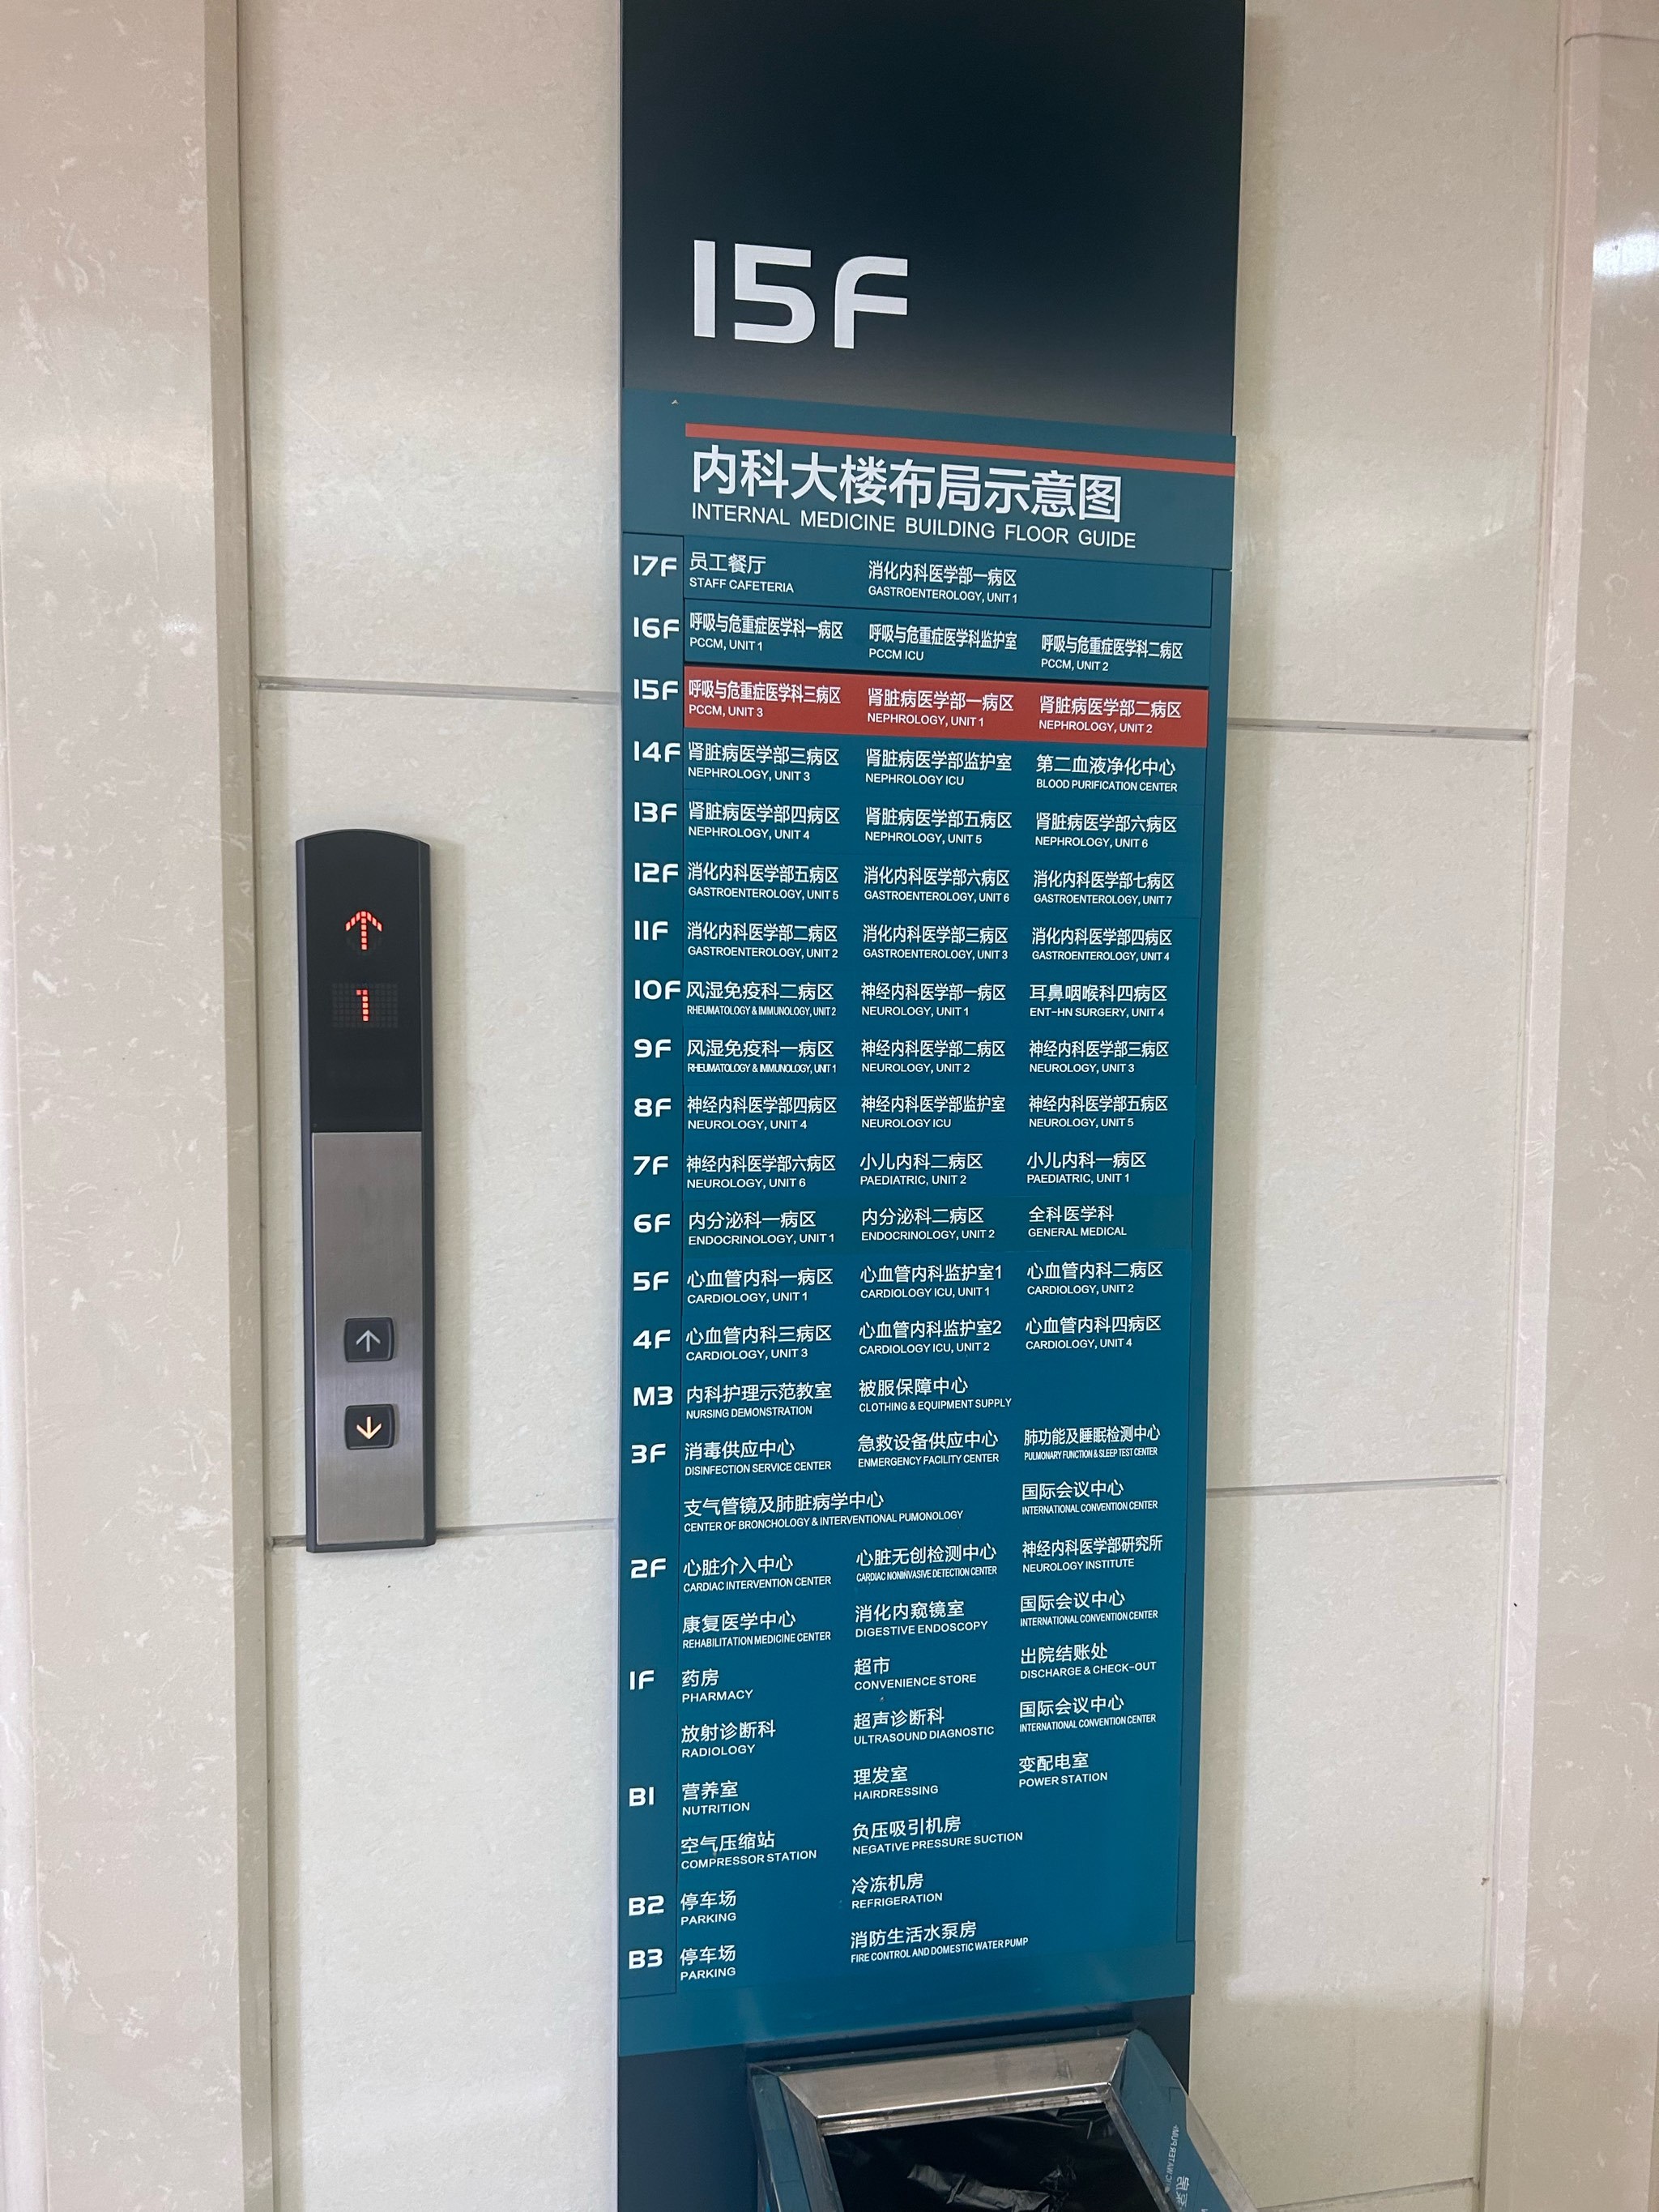 15F
内科大楼布局示意图
INTERNAL MEDICINE BUILDING FLOOR GUIDE
17F 员工餐厅 消化内科医学部一病区
STAFF CAFETERIA GASTROENTEROLOGY, UNIT 1
16F 呼吸与危重症医学科一病区 呼吸与危重症医学科监护室 呼吸与危重症医学科二病区
PCCM, UNIT 1 PCCM ICU PCCM, UNIT 2
15F 呼吸与危重症医学科三病区 肾脏病医学部一病区 肾脏病医学部二病区
PCCM, UNIT 3 NEPHROLOGY, UNIT 1 NEPHROLOGY, UNIT 2
14F 肾脏病医学部三病区 肾脏病医学部监护室 第二血液净化中心
NEPHROLOGY, UNIT 3 NEPHROLOGY ICU BLOOD PURIFICATION CENTER
13F 肾脏病医学部四病区 肾脏病医学部五病区 肾脏病医学部六病区
NEPHROLOGY, UNIT 4 NEPHROLOGY, UNIT 5 NEPHROLOGY, UNIT 6
12F 消化内科医学部五病区 消化内科医学部六病区 消化内科医学部七病区
GASTROENTEROLOGY, UNIT 5 GASTROENTEROLOGY, UNIT 6 GASTROENTEROLOGY, UNIT 7
11F 消化内科医学部二病区 消化内科医学部三病区 消化内科医学部四病区
GASTROENTEROLOGY, UNIT 2 GASTROENTEROLOGY, UNIT 3 GASTROENTEROLOGY, UNIT 4
10F 风湿免疫科二病区 神经内科医学部一病区 耳鼻咽喉科四病区
RHEUMATOLOGY & IMMUNOLOGY, UNIT 2 NEUROLOGY, UNIT 1 ENT-HN SURGERY, UNIT 4
9F 风湿免疫科一病区 神经内科医学部二病区 神经内科医学部三病区
RHEUMATOLOGY & IMMUNOLOGY, UNIT 1 NEUROLOGY, UNIT 2 NEUROLOGY, UNIT 3
8F 神经内科医学部四病区 神经内科医学部监护室 神经内科医学部五病区
NEUROLOGY, UNIT 4 NEUROLOGY ICU NEUROLOGY, UNIT 5
7F 神经内科医学部六病区 小儿内科二病区 小儿内科一病区
NEUROLOGY, UNIT 6 PAEDIATRIC, UNIT 2 PAEDIATRIC, UNIT 1
6F 内分泌科一病区 内分泌科二病区 全科医学科
ENDOCRINOLOGY, UNIT 1 ENDOCRINOLOGY, UNIT 2 GENERAL MEDICAL
5F 心血管内科一病区 心血管内科监护室1 心血管内科二病区
CARDIOLOGY, UNIT 1 CARDIOLOGY ICU, UNIT 1 CARDIOLOGY, UNIT 2
4F 心血管内科三病区 心血管内科监护室2 心血管内科四病区
CARDIOLOGY, UNIT 3 CARDIOLOGY ICU, UNIT 2 CARDIOLOGY, UNIT 4
M3 内科护理示范教室 被服保障中心
NURSING DEMONSTRATION CLOTHING & EQUIPMENT SUPPLY
3F 消毒供应中心 急救设备供应中心 肺功能及睡眠检测中心
DISINFECTION SERVICE CENTER ENMERGENCY FACILITY CENTER PULMONARY FUNCTION & SLEEP TEST CENTER
支气管镜及肺脏病学中心 国际会议中心
CENTER OF BRONCHOLOGY & INTERVENTIONAL PUMONOLOGY INTERNATIONAL CONVENTION CENTER
2F 心脏介入中心 心脏无创检测中心 神经内科医学部研究所
CARDIAC INTERVENTION CENTER CARDIAC NONINVASIVE DETECTION CENTER NEUROLOGY INSTITUTE
康复医学中心 消化内窥镜室 国际会议中心
REHABILITATION MEDICINE CENTER DIGESTIVE ENDOSCOPY INTERNATIONAL CONVENTION CENTER
1F 药房 超市 出院结账处
PHARMACY CONVENIENCE STORE DISCHARGE & CHECK-OUT
放射诊断科 超声诊断科 国际会议中心
RADIOLOGY ULTRASOUND DIAGNOSTIC INTERNATIONAL CONVENTION CENTER
B1 营养室 理发室 变配电室
NUTRITION HAIRDRESSING POWER STATION
空气压缩站 负压吸引机房
COMPRESSOR STATION NEGATIVE PRESSURE SUCTION
B2 停车场 冷冻机房
PARKING REFRIGERATION
B3 停车场 消防生活水泵房
PARKING FIRE CONTROL AND DOMESTIC WATER PUMP
1